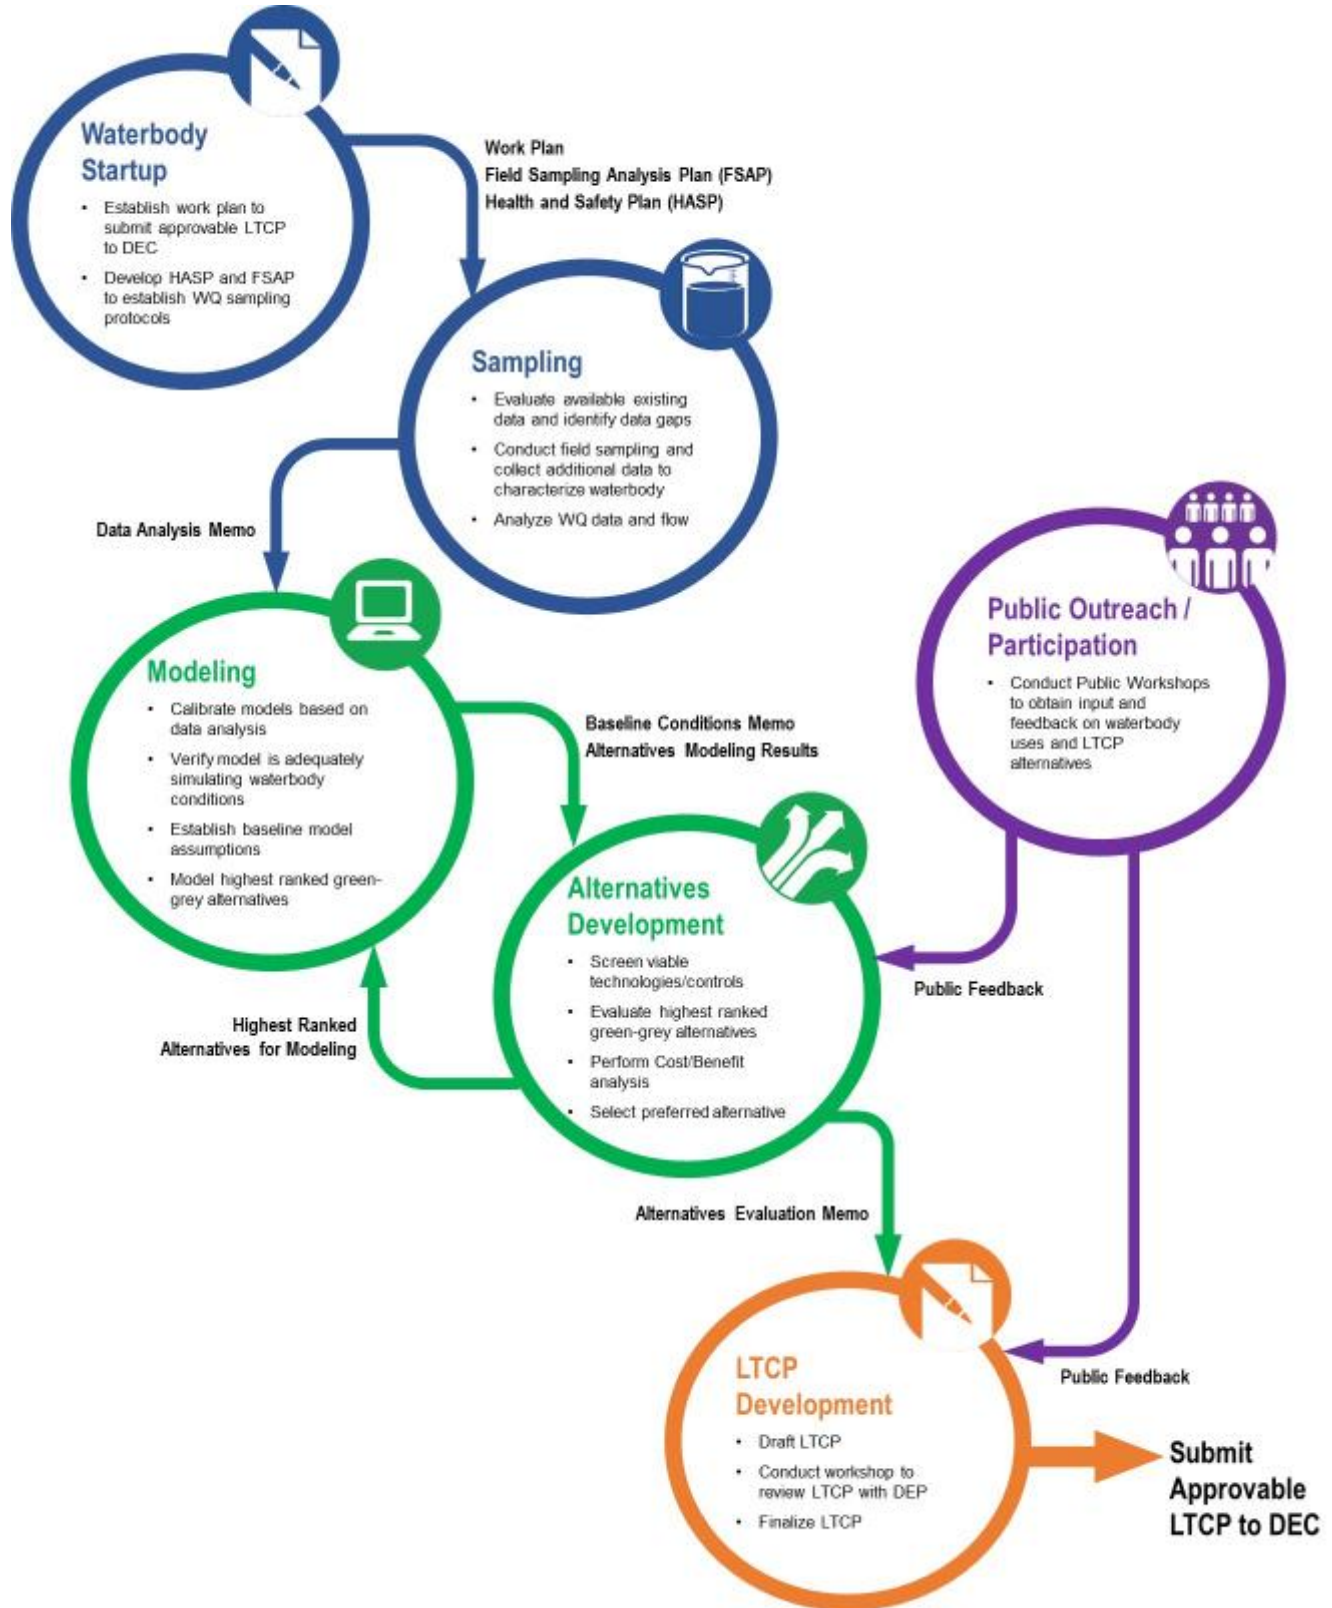 Waterbody
Startup
• Establish work plan to
submit approvable LTCP
to DEC
• Develop HASP and FSAP
to establish WQ sampling
protocols
Work Plan
Field Sampling Analysis Plan (FSAP)
Health and Safety Plan (HASP)
Sampling
• Evaluate available existing
data and identify data gaps
• Conduct field sampling and
collect additional data to
characterize waterbody
• Analyze WQ data and flow
Data Analysis Memo
Modeling
• Calibrate models based on
data analysis
• Verify model is adequately
simulating waterbody
conditions
• Establish baseline model
assumptions
• Model highest ranked green-
grey alternatives
Baseline Conditions Memo
Alternatives Modeling Results
Public Outreach /
Participation
• Conduct Public Workshops
to obtain input and
feedback on waterbody
uses and LTCP
alternatives
Alternatives
Development
• Screen viable
technologies/controls
• Evaluate highest ranked
green-grey alternatives
• Perform Cost/Benefit
analysis
• Select preferred alternative
Public Feedback
Highest Ranked
Alternatives for Modeling
Alternatives Evaluation Memo
LTCP
Development
• Draft LTCP
• Conduct workshop to
review LTCP with DEP
• Finalize LTCP
Public Feedback
Submit
Approvable
LTCP to DEC